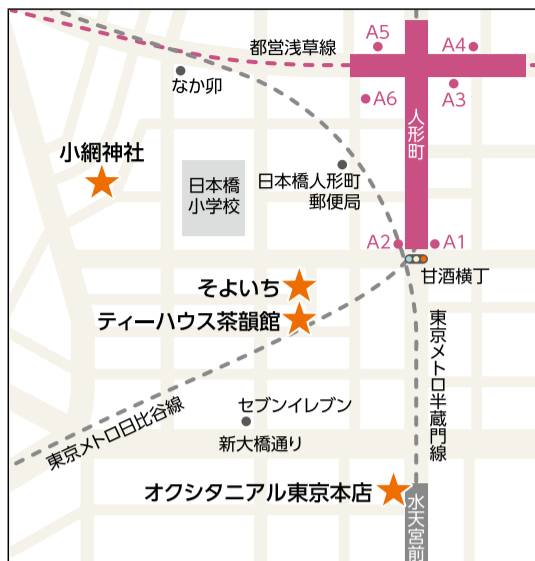 都営浅草線
A5
A4
なか卯
A6
A3
人形町
小網神社
日本橋
小学校
日本橋人形町
郵便局
A2
A1
甘酒横丁
そよいち
ティーハウス茶韻館
東京メトロ半蔵門線
東京メトロ日比谷線
セブンイレブン
新大橋通り
オクシタニアル東京本店
水天宮前